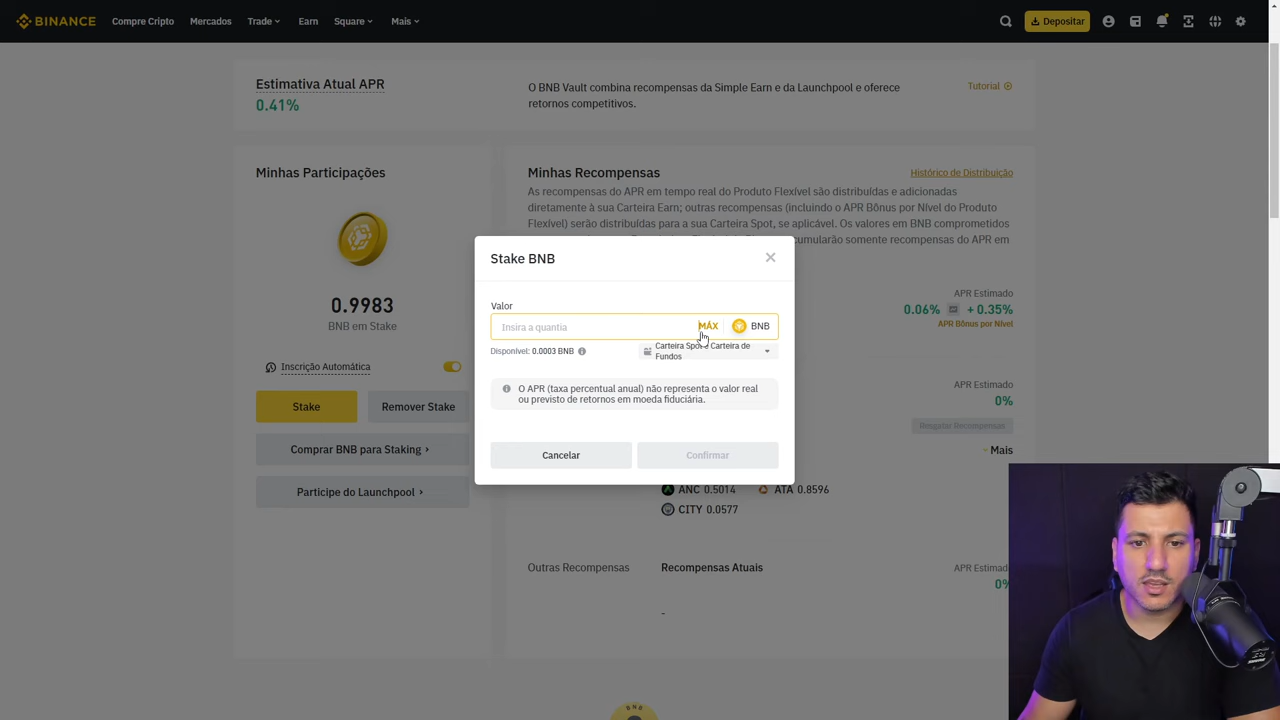 BINANCE Compre Cripto Mercados Trade Earn Square Mais Depositar
Estimativa Atual APR
0.41%
O BNB Vault combina recompensas da Simple Earn e da Launchpool e oferece
retornos competitivos.
Tutorial
Minhas Participações
0.9983
BNB em Stake
Inscrição Automática
Stake
Remover Stake
Comprar BNB para Staking >
Participe do Launchpool >
Minhas Recompensas
Histórico de Distribuição
As recompensas do APR em tempo real do Produto Flexível são distribuídas e adicionadas
diretamente à sua Carteira Earn; outras recompensas (incluindo o APR Bônus por Nível do Produto
Flexível) serão distribuídas para a sua Carteira Spot, se aplicável. Os valores em BNB comprometidos
acumularão somente recompensas do APR em
APR Estimado
0.06% + 0.35%
APR Bônus por Nível
APR Estimado
0%
Resgatar Recompensas
Mais
ANC 0.5014 ATA 0.8596
CITY 0.0577
Outras Recompensas
Recompensas Atuais
-
APR Estimado
0%
Stake BNB
Valor
Insira a quantia
MÁX
BNB
Disponível: 0.0003 BNB
Carteira Spot e Carteira de
Fundos
O APR (taxa percentual anual) não representa o valor real
ou previsto de retornos em moeda fiduciária.
Cancelar
Confirmar
BNB